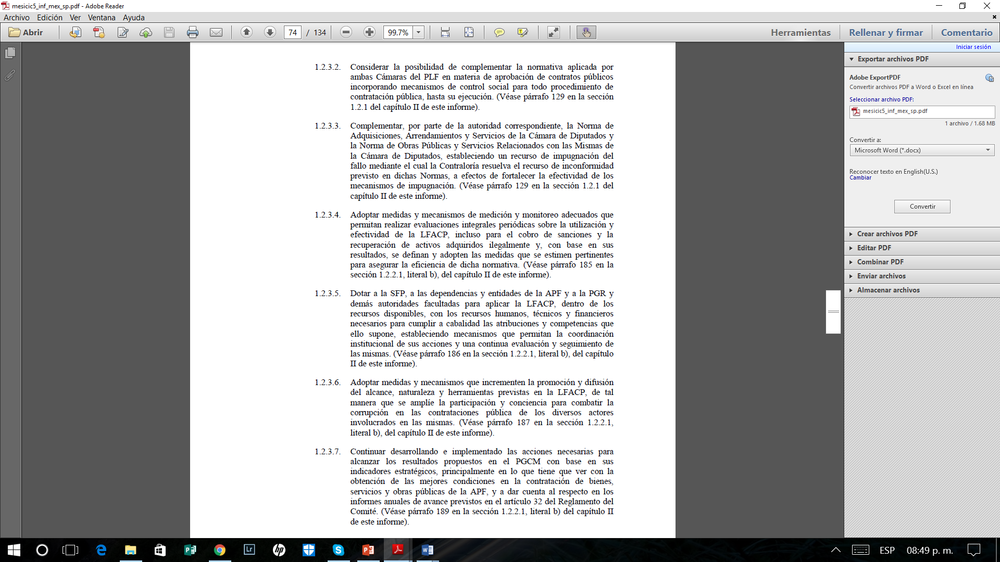 mesicic5_inf_mex_sp.pdf - Adobe Reader
Archivo Edición Ver Ventana Ayuda
Abrir 74 / 134 99.7% Herramientas Rellenar y firmar Comentario
1.2.3.2. Considerar la posibilidad de complementar la normativa aplicada por
ambas Cámaras del PLF en materia de aprobación de contratos públicos
incorporando mecanismos de control social para todo procedimiento de
contratación pública, hasta su ejecución. (Véase párrafo 129 en la sección
1.2.1 del capítulo II de este informe).
1.2.3.3. Complementar, por parte de la autoridad correspondiente, la Norma de
Adquisiciones, Arrendamientos y Servicios de la Cámara de Diputados y
la Norma de Obras Públicas y Servicios Relacionados con las Mismas de
la Cámara de Diputados, estableciendo un recurso de impugnación del
fallo mediante el cual la Contraloría resuelva el recurso de inconformidad
previsto en dichas Normas, a efectos de fortalecer la efectividad de los
mecanismos de impugnación. (Véase párrafo 129 en la sección 1.2.1 del
capítulo II de este informe).
1.2.3.4. Adoptar medidas y mecanismos de medición y monitoreo adecuados que
permitan realizar evaluaciones integrales periódicas sobre la utilización y
efectividad de la LFACP, incluso para el cobro de sanciones y la
recuperación de activos adquiridos ilegalmente y, con base en sus
resultados, se definan y adopten las medidas que se estimen pertinentes
para asegurar la eficiencia de dicha normativa. (Véase párrafo 185 en la
sección 1.2.2.1, literal b), del capítulo II de este informe).
1.2.3.5. Dotar a la SFP, a las dependencias y entidades de la APF y a la PGR y
demás autoridades facultadas para aplicar la LFACP, dentro de los
recursos disponibles, con los recursos humanos, técnicos y financieros
necesarios para cumplir a cabalidad las atribuciones y competencias que
ello supone, estableciendo mecanismos que permitan la coordinación
institucional de sus acciones y una continua evaluación y seguimiento de
las mismas. (Véase párrafo 186 en la sección 1.2.2.1, literal b), del capítulo
II de este informe).
1.2.3.6. Adoptar medidas y mecanismos que incrementen la promoción y difusión
del alcance, naturaleza y herramientas previstas en la LFACP, de tal
manera que se amplíe la participación y conciencia para combatir la
corrupción en las contrataciones pública de los diversos actores
involucrados en las mismas. (Véase párrafo 187 en la sección 1.2.2.1,
literal b), del capítulo II de este informe).
1.2.3.7. Continuar desarrollando e implementado las acciones necesarias para
alcanzar los resultados propuestos en el PGCM con base en sus
indicadores estratégicos, principalmente en lo que tiene que ver con la
obtención de las mejores condiciones en la contratación de bienes,
servicios y obras públicas de la APF, y a dar cuenta al respecto en los
informes anuales de avance previstos en el artículo 32 del Reglamento del
Comité. (Véase párrafo 189 en la sección 1.2.2.1, literal b) del capítulo II
de este informe).
Iniciar sesión
Exportar archivos PDF
Adobe ExportPDF
Convertir archivos PDF a Word o Excel en línea
Seleccionar archivo PDF:
mesicic5_inf_mex_sp.pdf
1 archivo / 1.68 MB
Convertir a:
Microsoft Word (*.docx)
Reconocer texto en English(U.S.)
Cambiar
Convertir
Crear archivos PDF
Editar PDF
Combinar PDF
Enviar archivos
Almacenar archivos
Lr hp ESP 08:49 p. m.